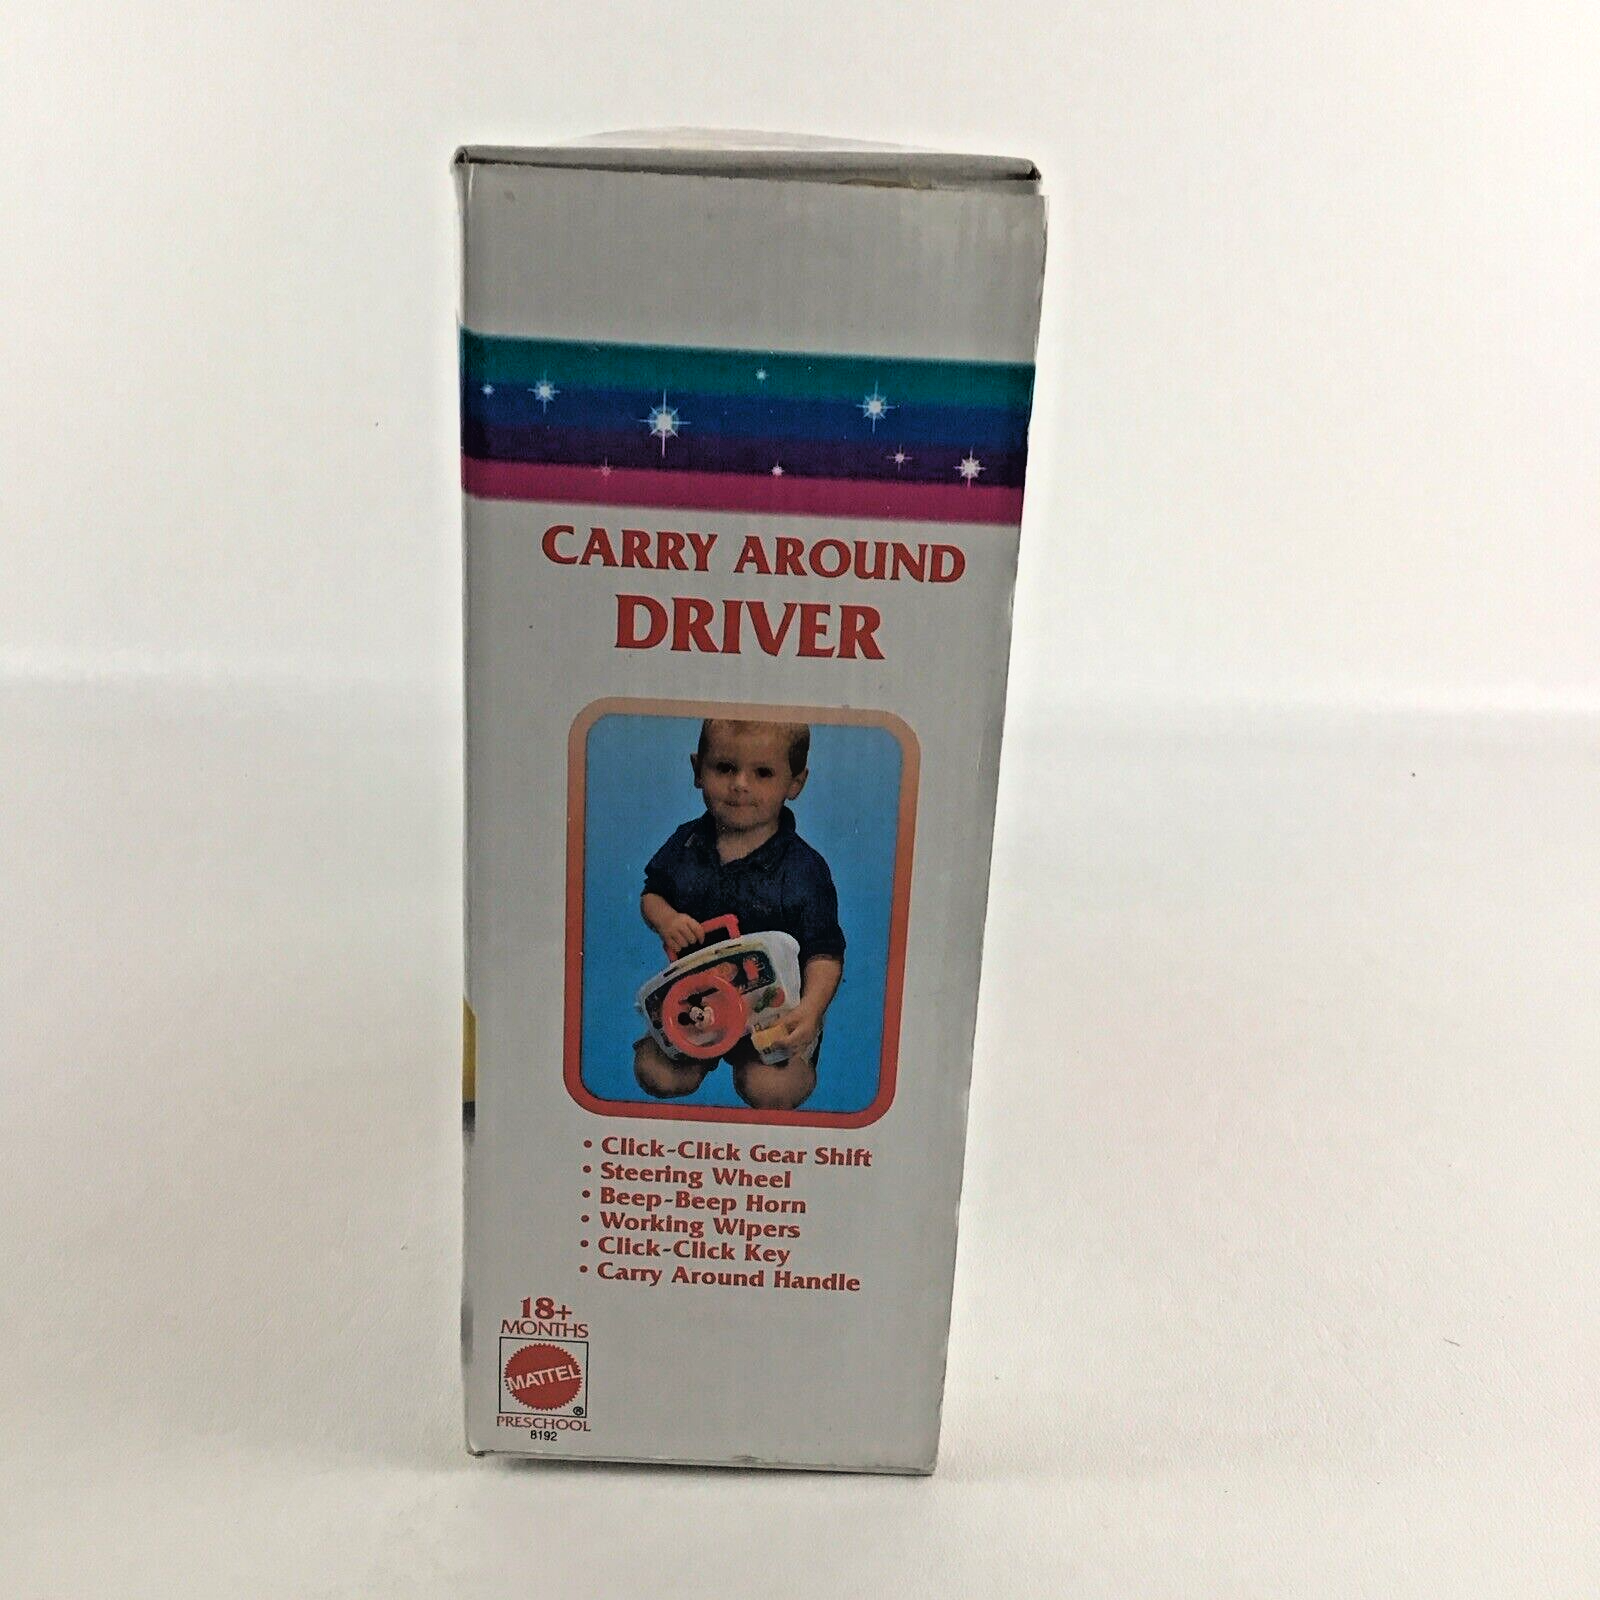 CARRY AROUND
DRIVER
• Click-Click Gear Shift
• Steering Wheel
• Beep-Beep Horn
• Working Wipers
• Click-Click Key
• Carry Around Handle
18+
MONTHS
MATTEL
®
PRESCHOOL
8192